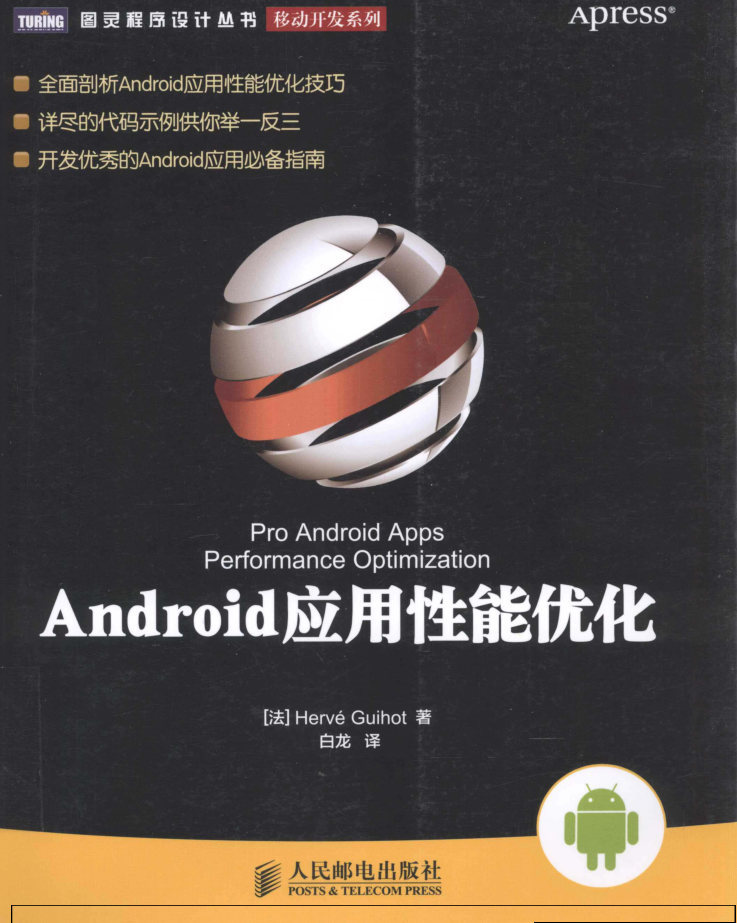 TURING 图灵程序设计丛书 移动开发系列
Apress®
全面剖析Android应用性能优化技巧
详尽的代码示例供你举一反三
开发优秀的Android应用必备指南
Pro Android Apps
Performance Optimization
Android应用性能优化
[法] Hervé Guihot 著
白龙 译
人民邮电出版社
POSTS & TELECOM PRESS